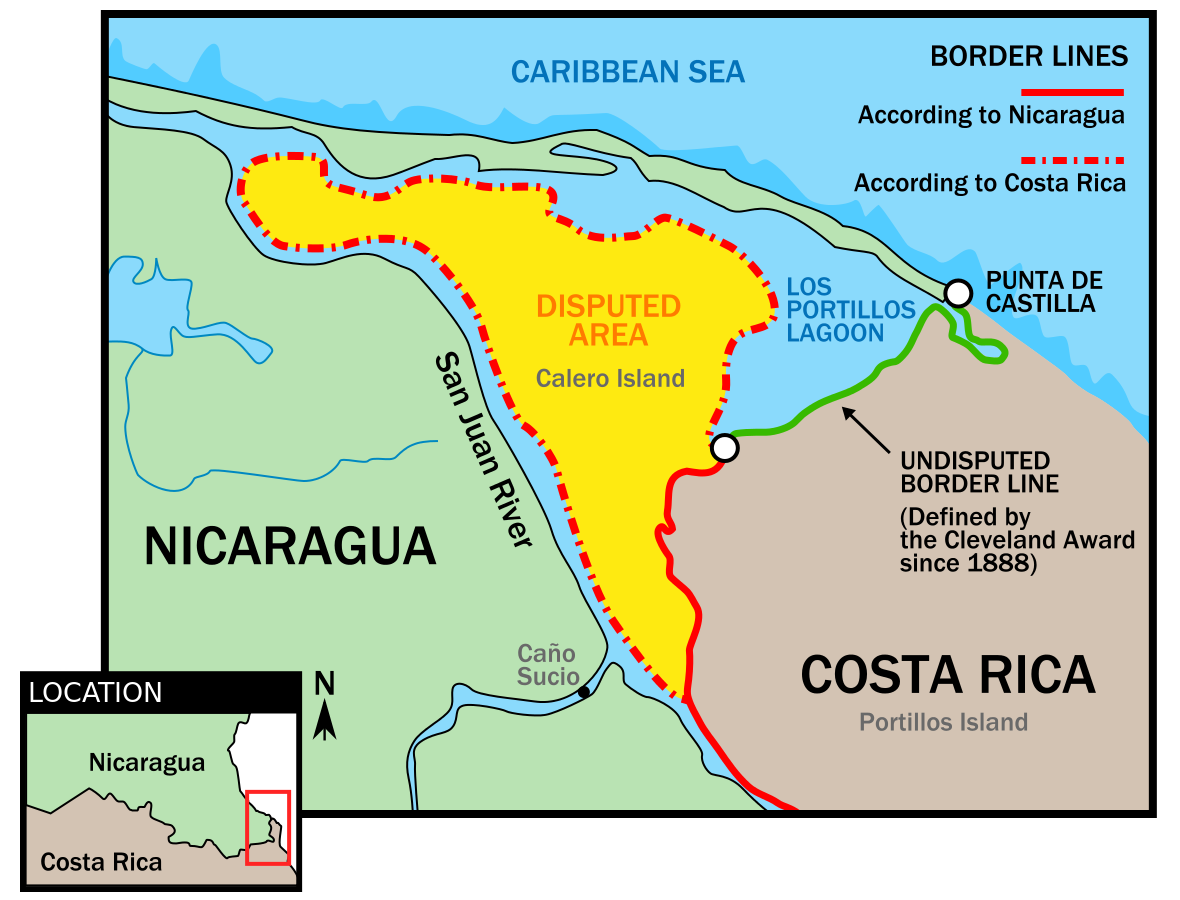 CARIBBEAN SEA
BORDER LINES
According to Nicaragua
According to Costa Rica
PUNTA DE
CASTILLA
LOS
PORTILLOS
LAGOON
DISPUTED
AREA
Calero Island
San Juan River
UNDISPUTED
BORDER LINE
(Defined by
the Cleveland Award
since 1888)
NICARAGUA
Caño
Sucio
COSTA RICA
Portillos Island
N
LOCATION
Nicaragua
Costa Rica